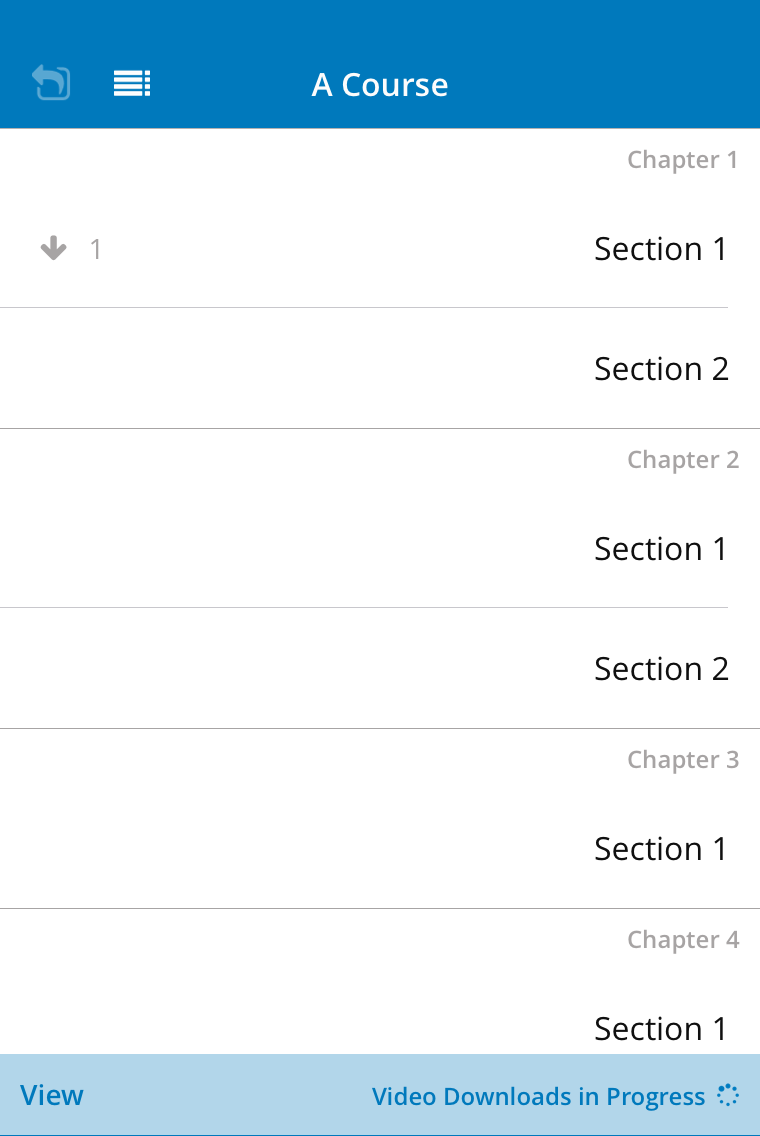 A Course
Chapter 1
1 Section 1
Section 2
Chapter 2
Section 1
Section 2
Chapter 3
Section 1
Chapter 4
Section 1
View Video Downloads in Progress